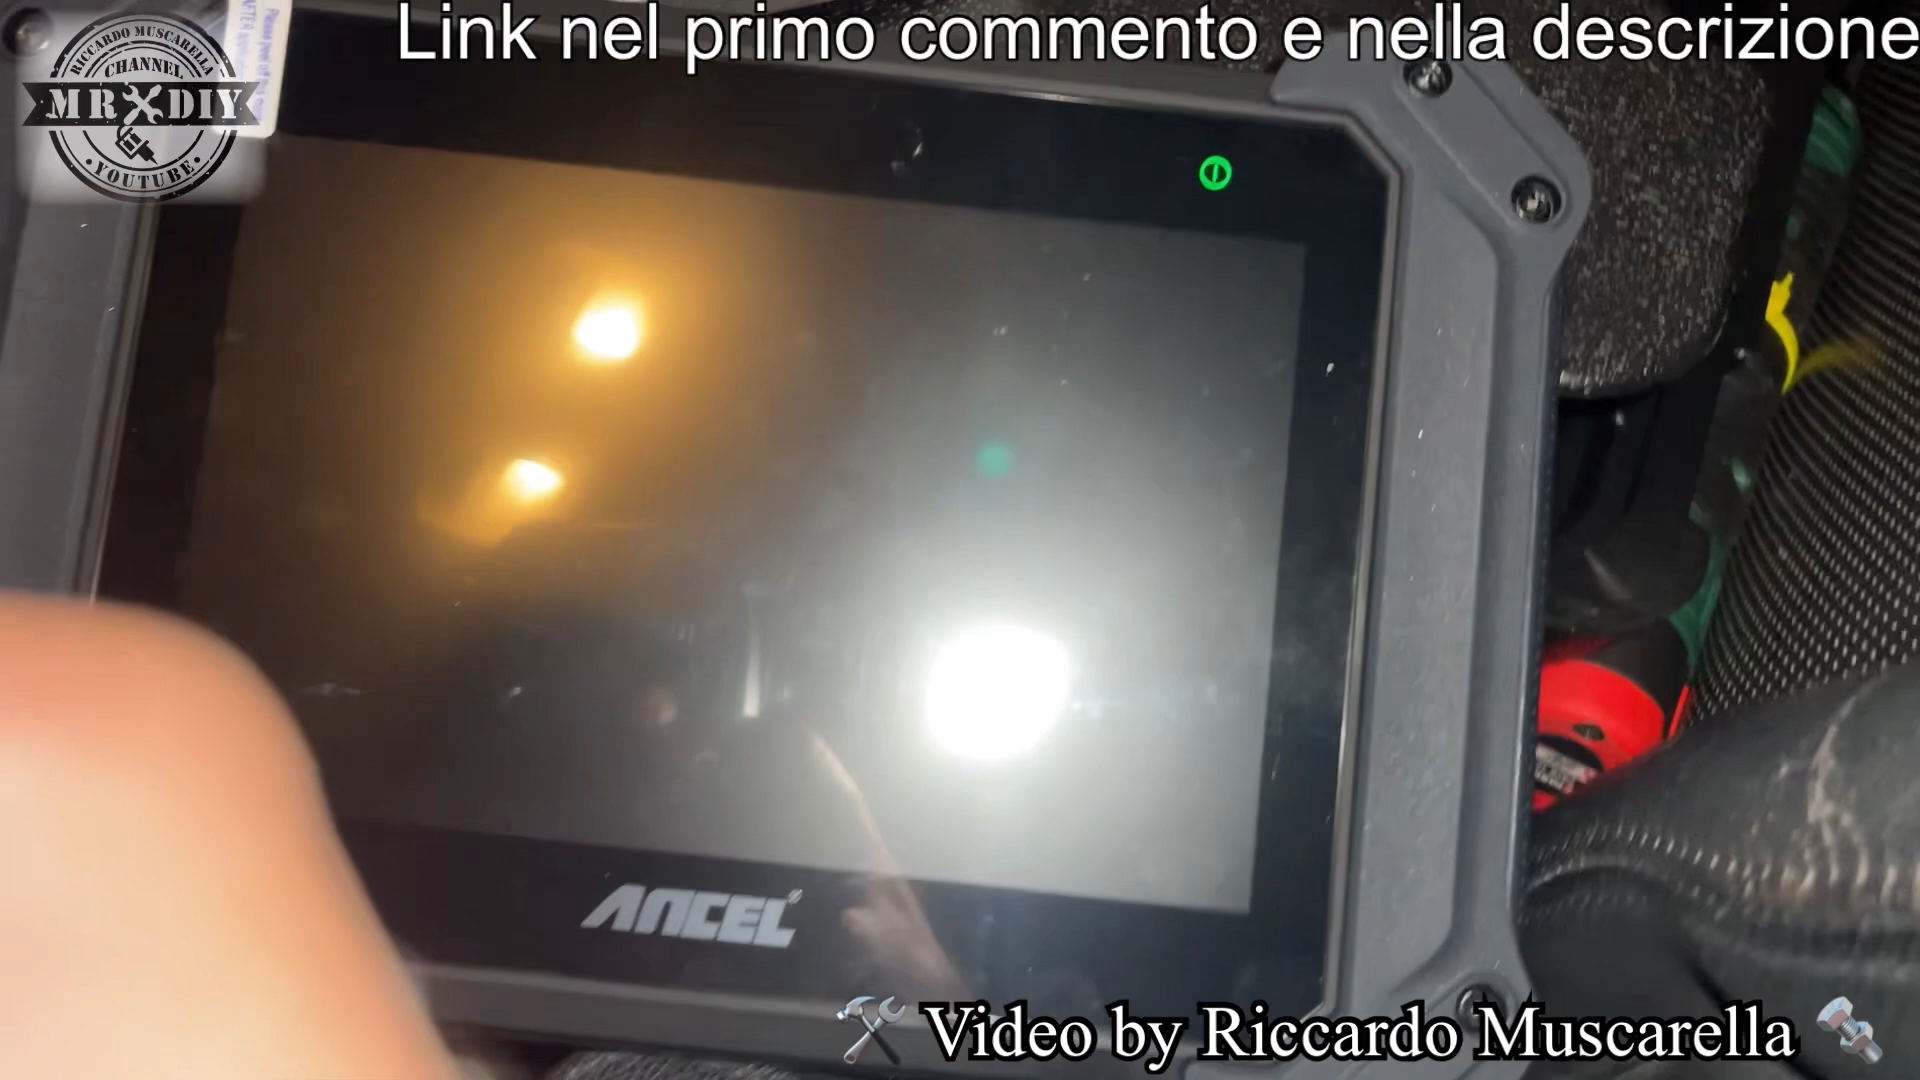 Link nel primo commento e nella descrizione
RICCARDO MUSCARELLA
CHANNEL
MR DIY
YOUTUBE
ANCEL
Video by Riccardo Muscarella